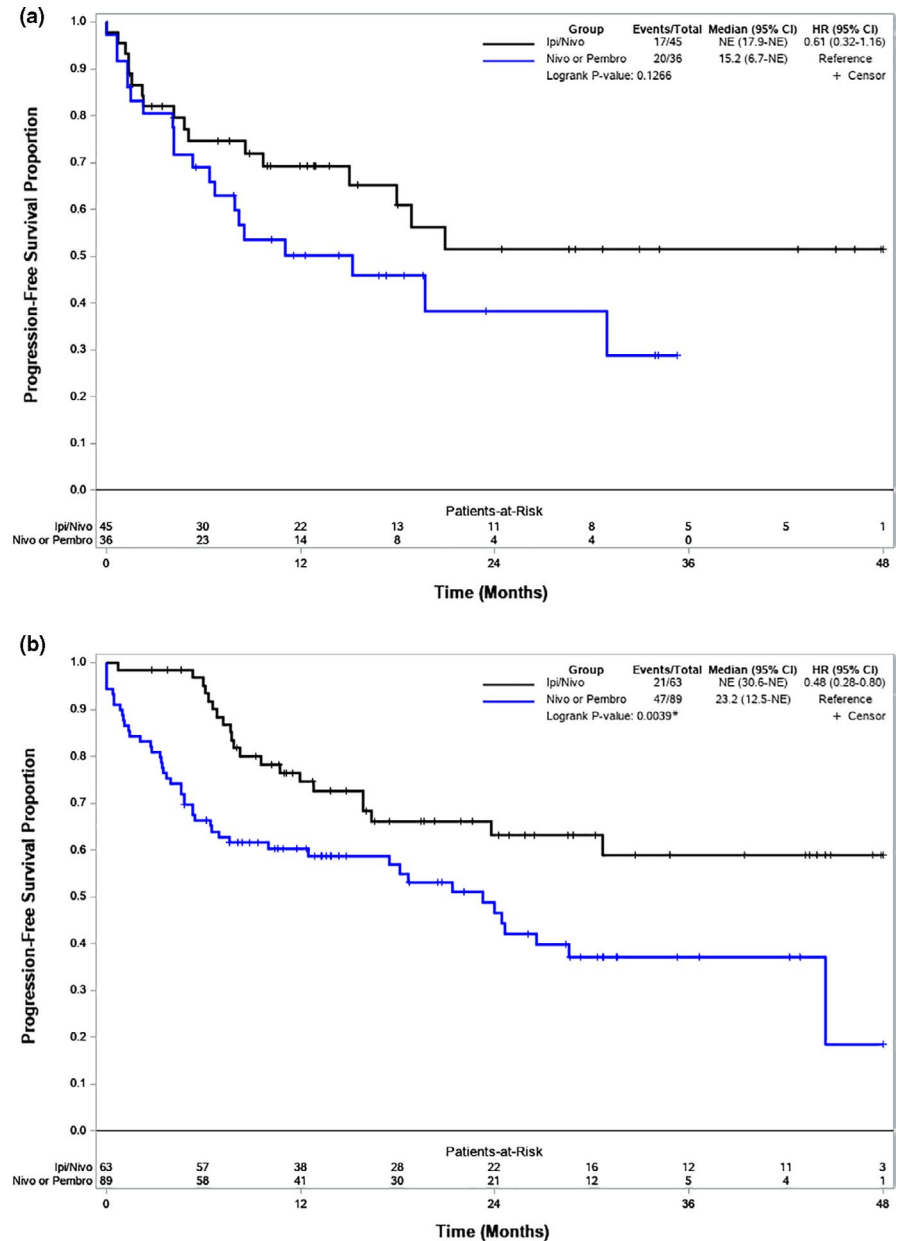 (a)
Group Events/Total Median (95% CI) HR (95% CI)
Ipi/Nivo 17/45 NE (17.9-NE) 0.61 (0.32-1.16)
Nivo or Pembro 20/36 15.2 (6.7-NE) Reference
Logrank P-value: 0.1266 + Censor
Progression-Free Survival Proportion
1.0
0.9
0.8
0.7
0.6
0.5
0.4
0.3
0.2
0.1
0.0
Patients-at-Risk
Ipi/Nivo 45 30 22 13 11 8 5 5 1
Nivo or Pembro 36 23 14 8 4 4 0
0 12 24 36 48
Time (Months)
(b)
Group Events/Total Median (95% CI) HR (95% CI)
Ipi/Nivo 21/63 NE (30.6-NE) 0.48 (0.28-0.80)
Nivo or Pembro 47/89 23.2 (12.5-NE) Reference
Logrank P-value: 0.0039* + Censor
Progression-Free Survival Proportion
1.0
0.9
0.8
0.7
0.6
0.5
0.4
0.3
0.2
0.1
0.0
Patients-at-Risk
Ipi/Nivo 63 57 38 28 22 16 12 11 3
Nivo or Pembro 89 58 41 30 21 12 5 4 1
0 12 24 36 48
Time (Months)